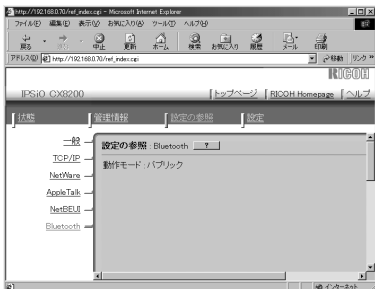 http://192.168.0.70/ref_index.cgi - Microsoft Internet Explorer
ファイル(F) 編集(E) 表示(V) お気に入り(A) ツール(T) ヘルプ(H)
戻る 進む 中止 更新 ホーム 検索 お気に入り 履歴 メール 印刷
アドレス(D) http://192.168.0.70/ref_index.cgi 移動 リンク »
RICOH
IPSiO CX8200 トップページ RICOH Homepage ヘルプ
状態 管理情報 設定の参照 設定
一般
TCP/IP
NetWare
AppleTalk
NetBEUI
Bluetooth
設定の参照 : Bluetooth ?
動作モード : パブリック
インターネット